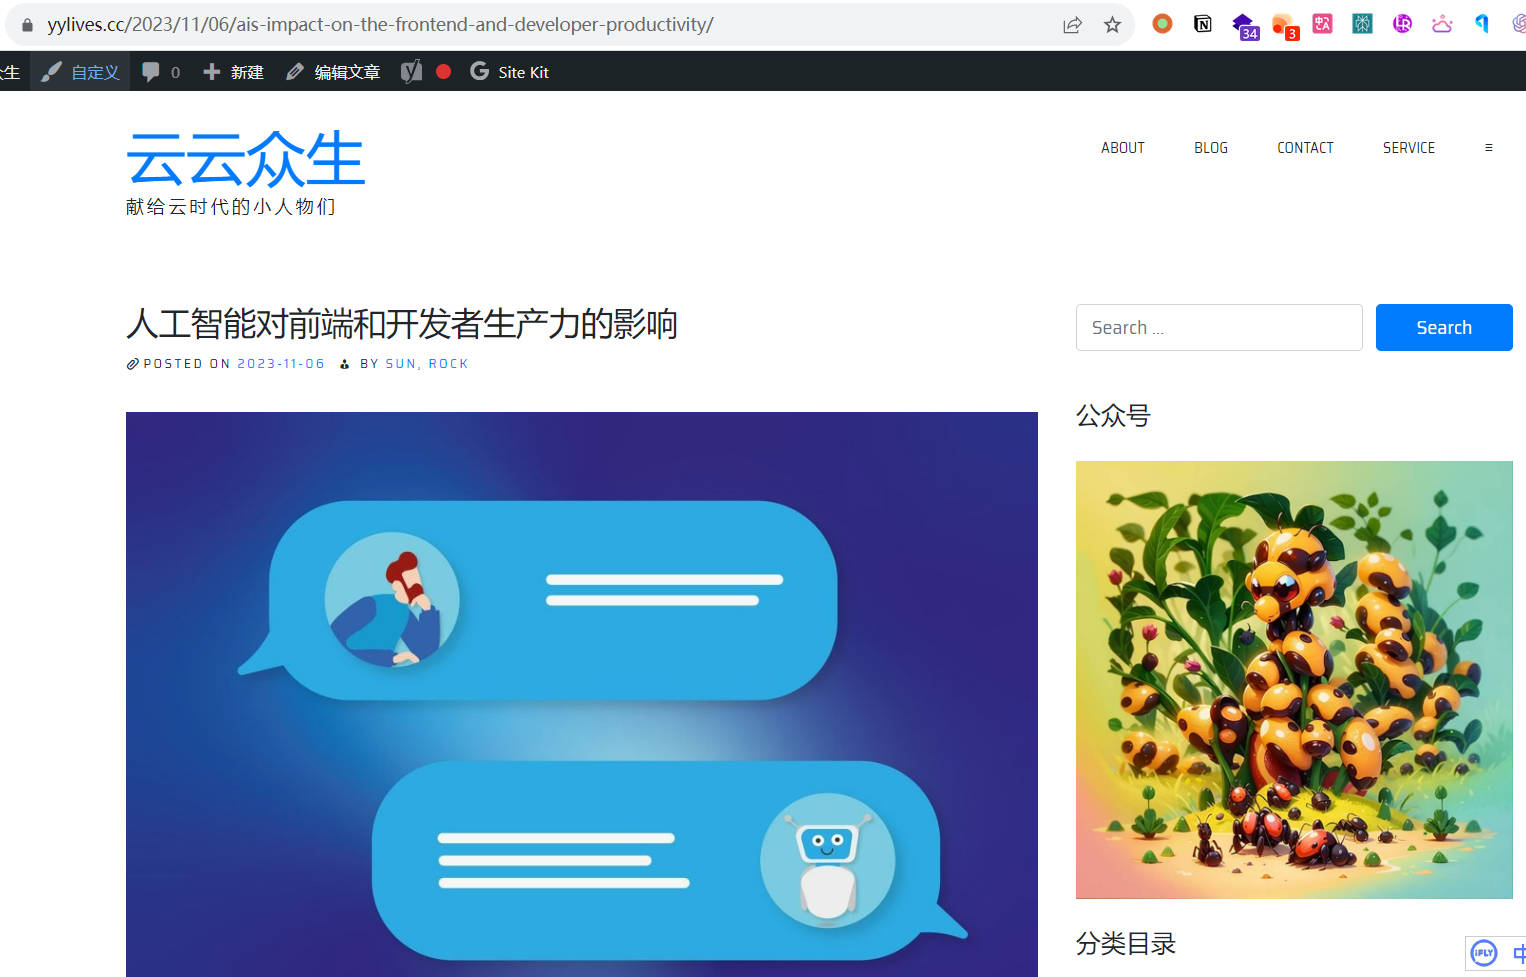 yylives.cc/2023/11/06/ais-impact-on-the-frontend-and-developer-productivity/
34
3
生 自定义 0 新建 编辑文章 Site Kit
云云众生
献给云时代的小人物们
ABOUT BLOG CONTACT SERVICE ≡
人工智能对前端和开发者生产力的影响
POSTED ON 2023-11-06 BY SUN, ROCK
Search ...
Search
公众号
分类目录
iFLY 中